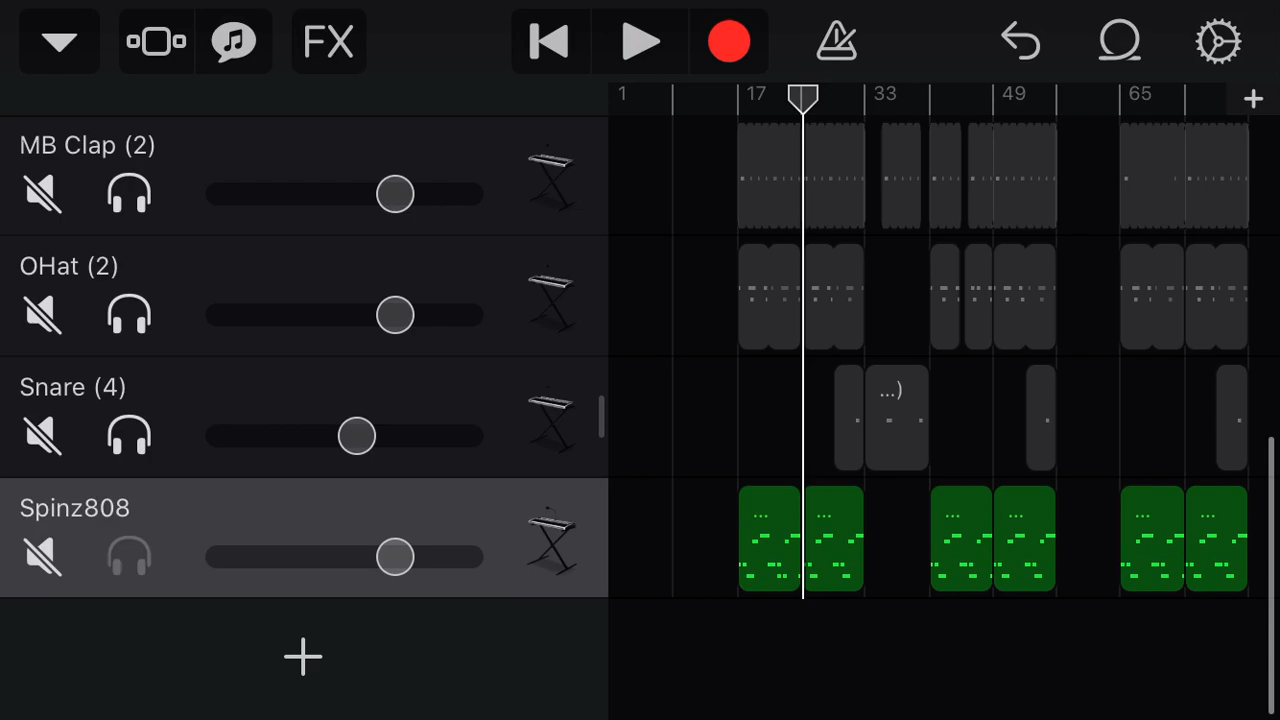 FX
1 17 33 49 65
MB Clap (2)
OHat (2)
Snare (4)
...)
Spinz808
... ... ... ... ... ...